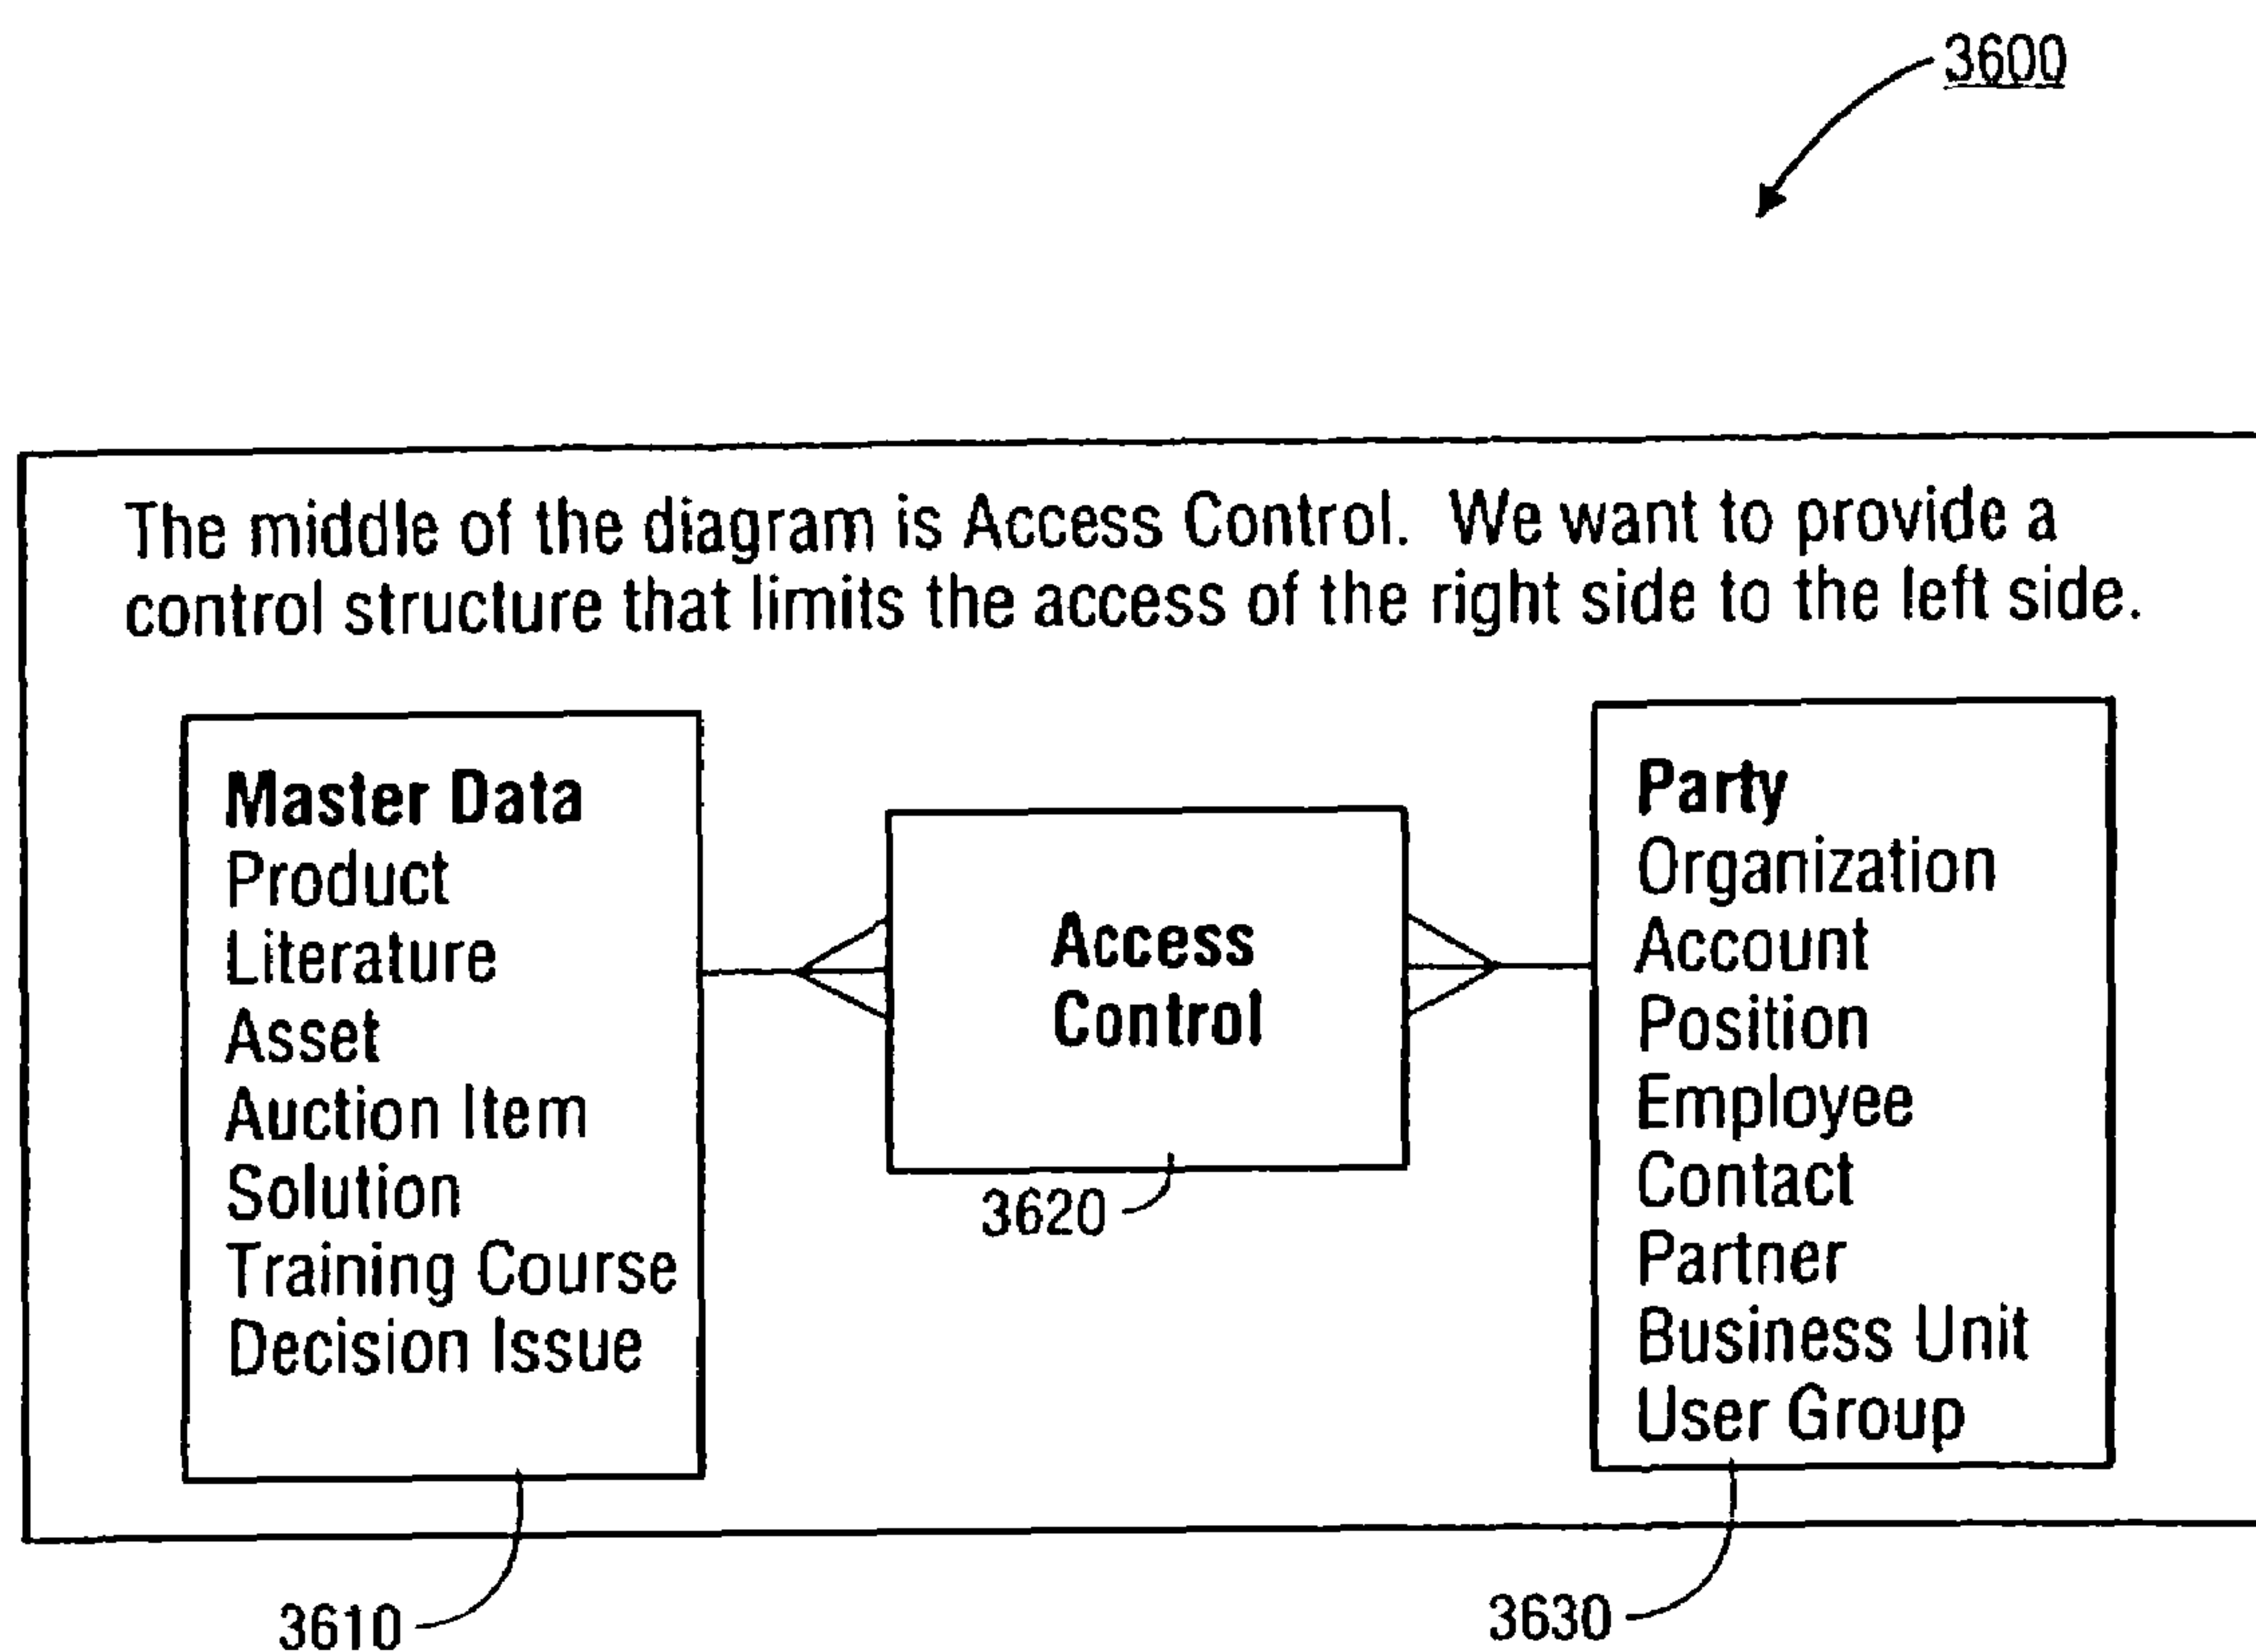 3600
The middle of the diagram is Access Control. We want to provide a
control structure that limits the access of the right side to the left side.
Master Data
Product
Literature
Asset
Auction Item
Solution
Training Course
Decision Issue
3610
Access
Control
3620
Party
Organization
Account
Position
Employee
Contact
Partner
Business Unit
User Group
3630